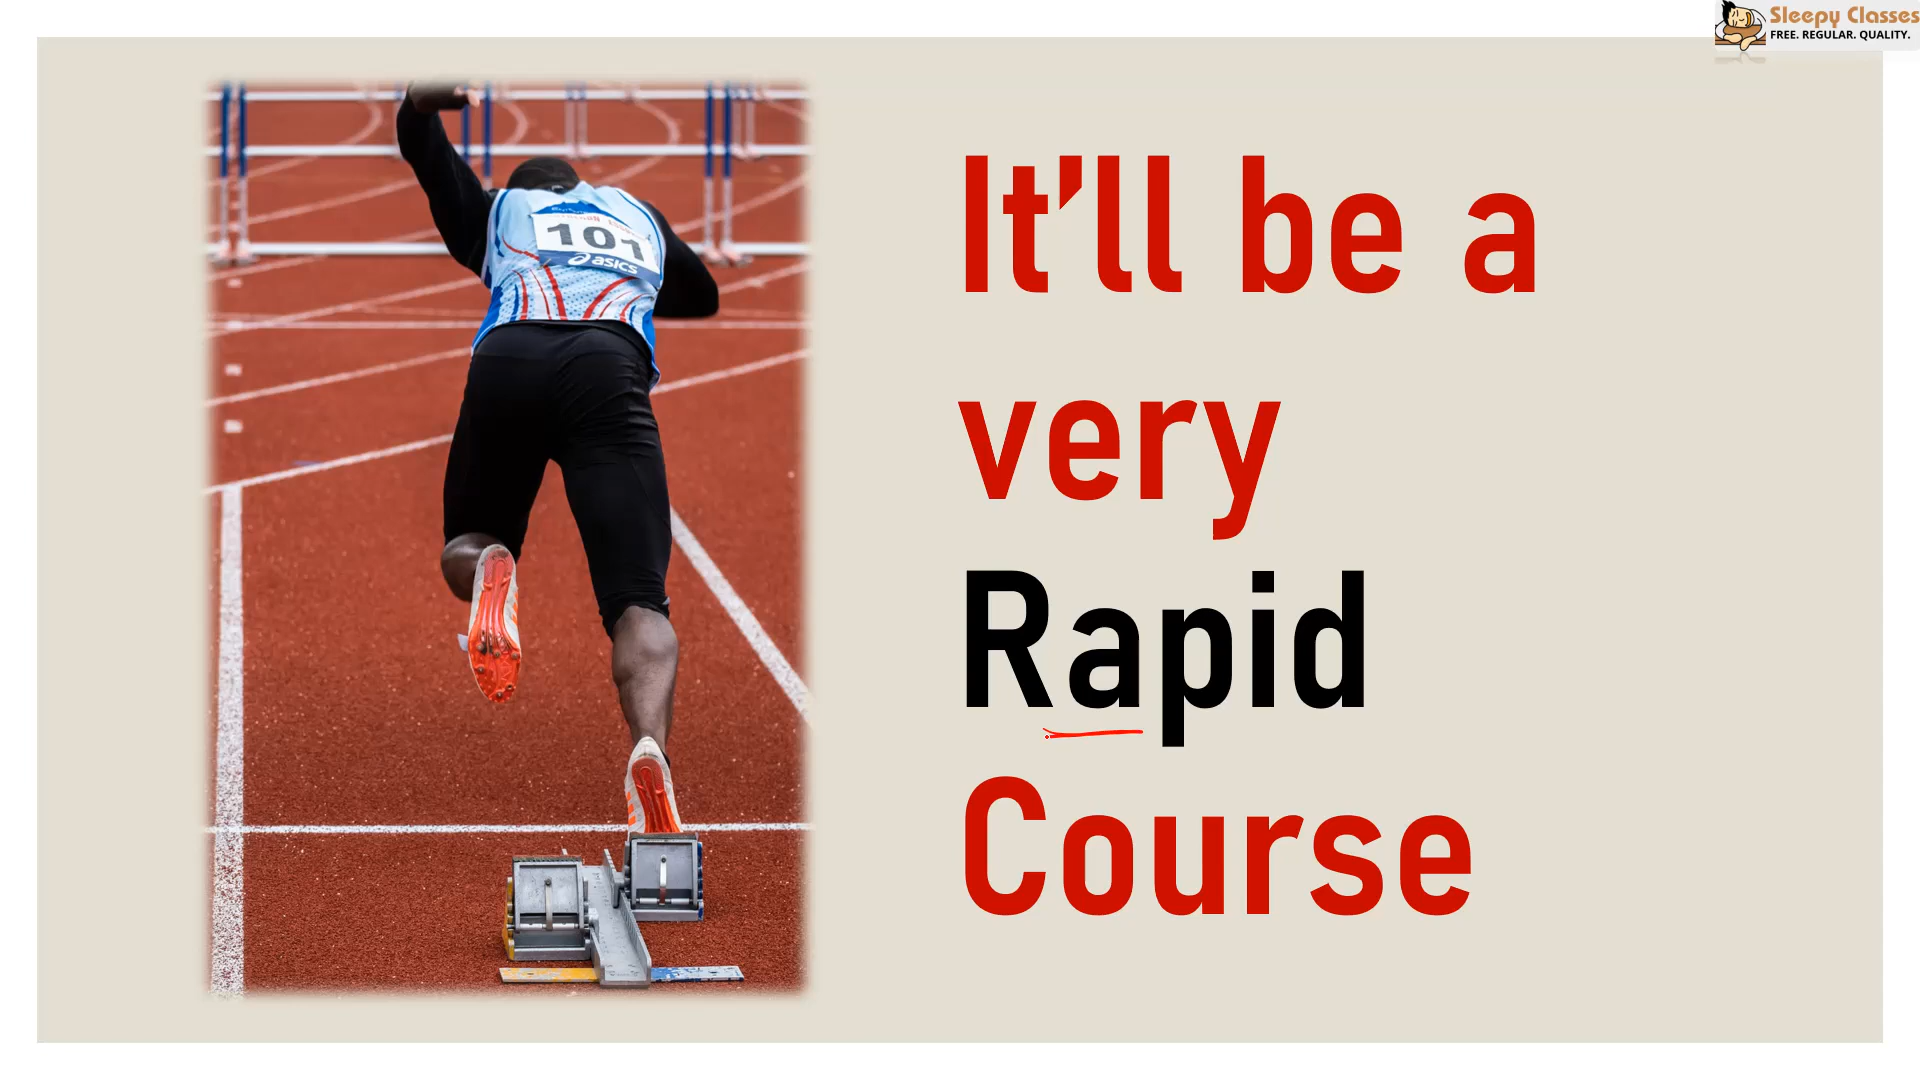 Sleepy Classes
FREE. REGULAR. QUALITY.
101
asics
It'll be a
very
Rapid
Course